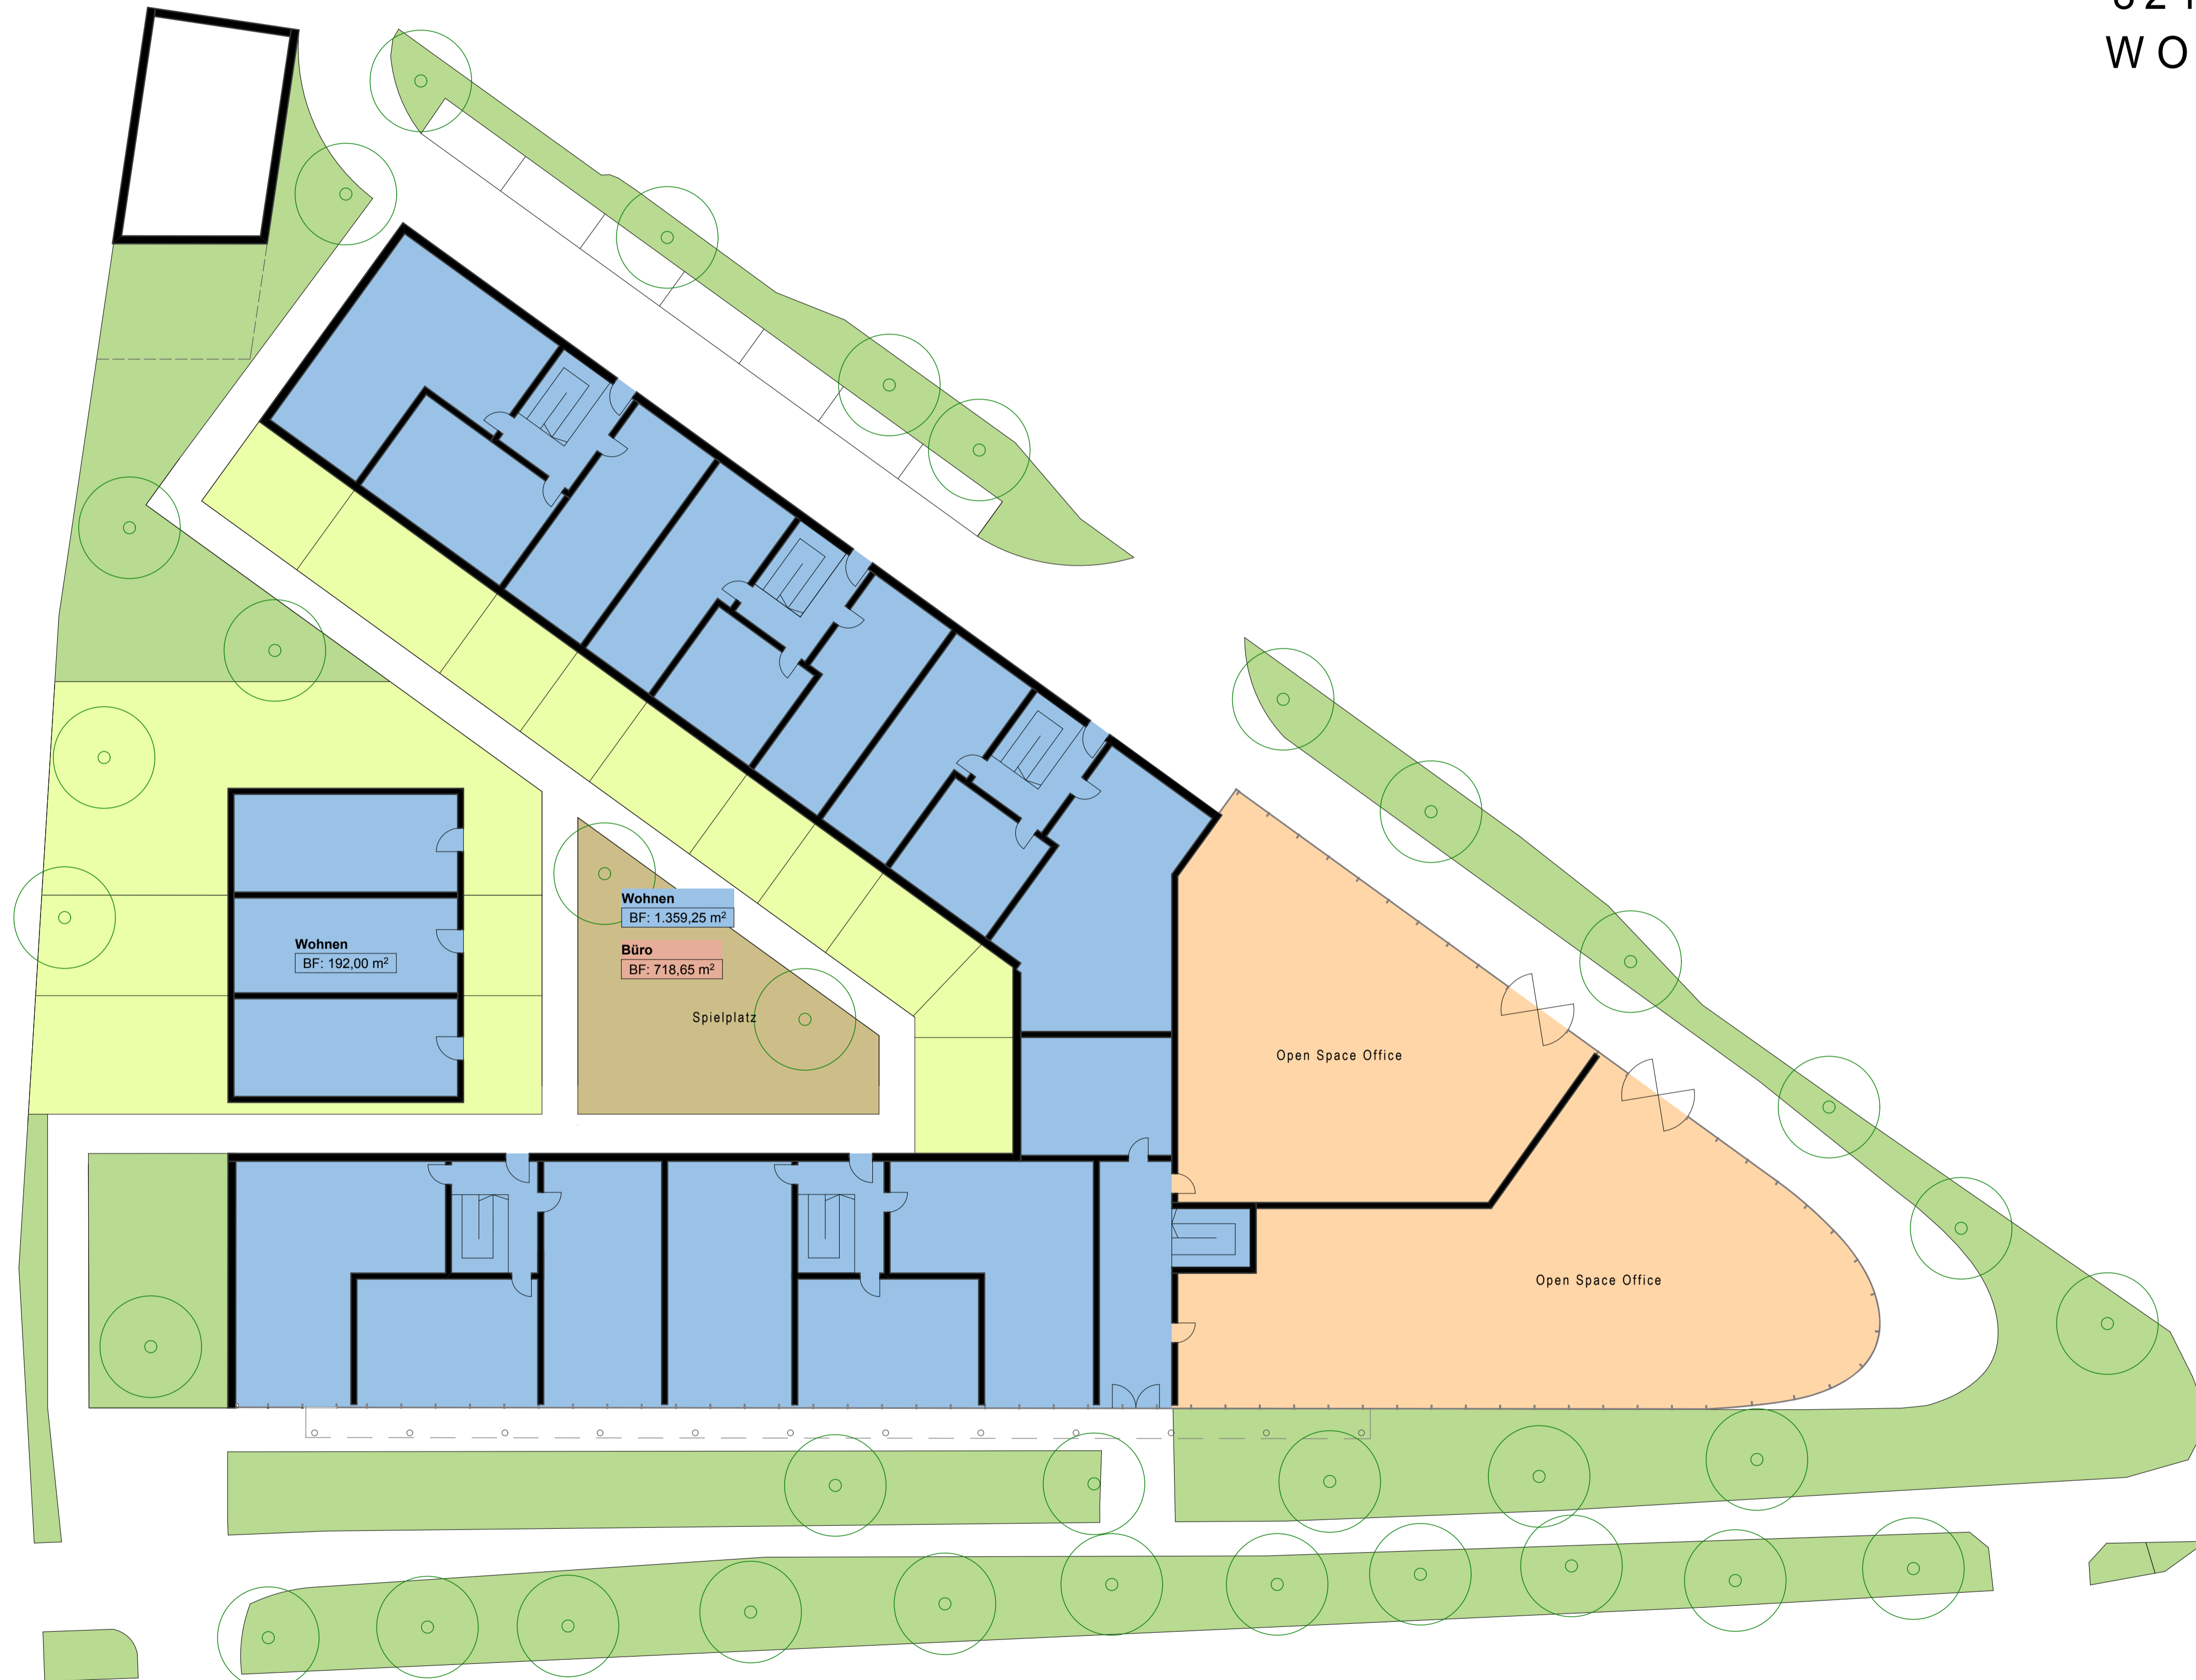 WO
Wohnen
BF: 1.359,25 m²
Wohnen
BF: 192,00 m²
Büro
BF: 718,65 m²
Spielplatz
Open Space Office
Open Space Office